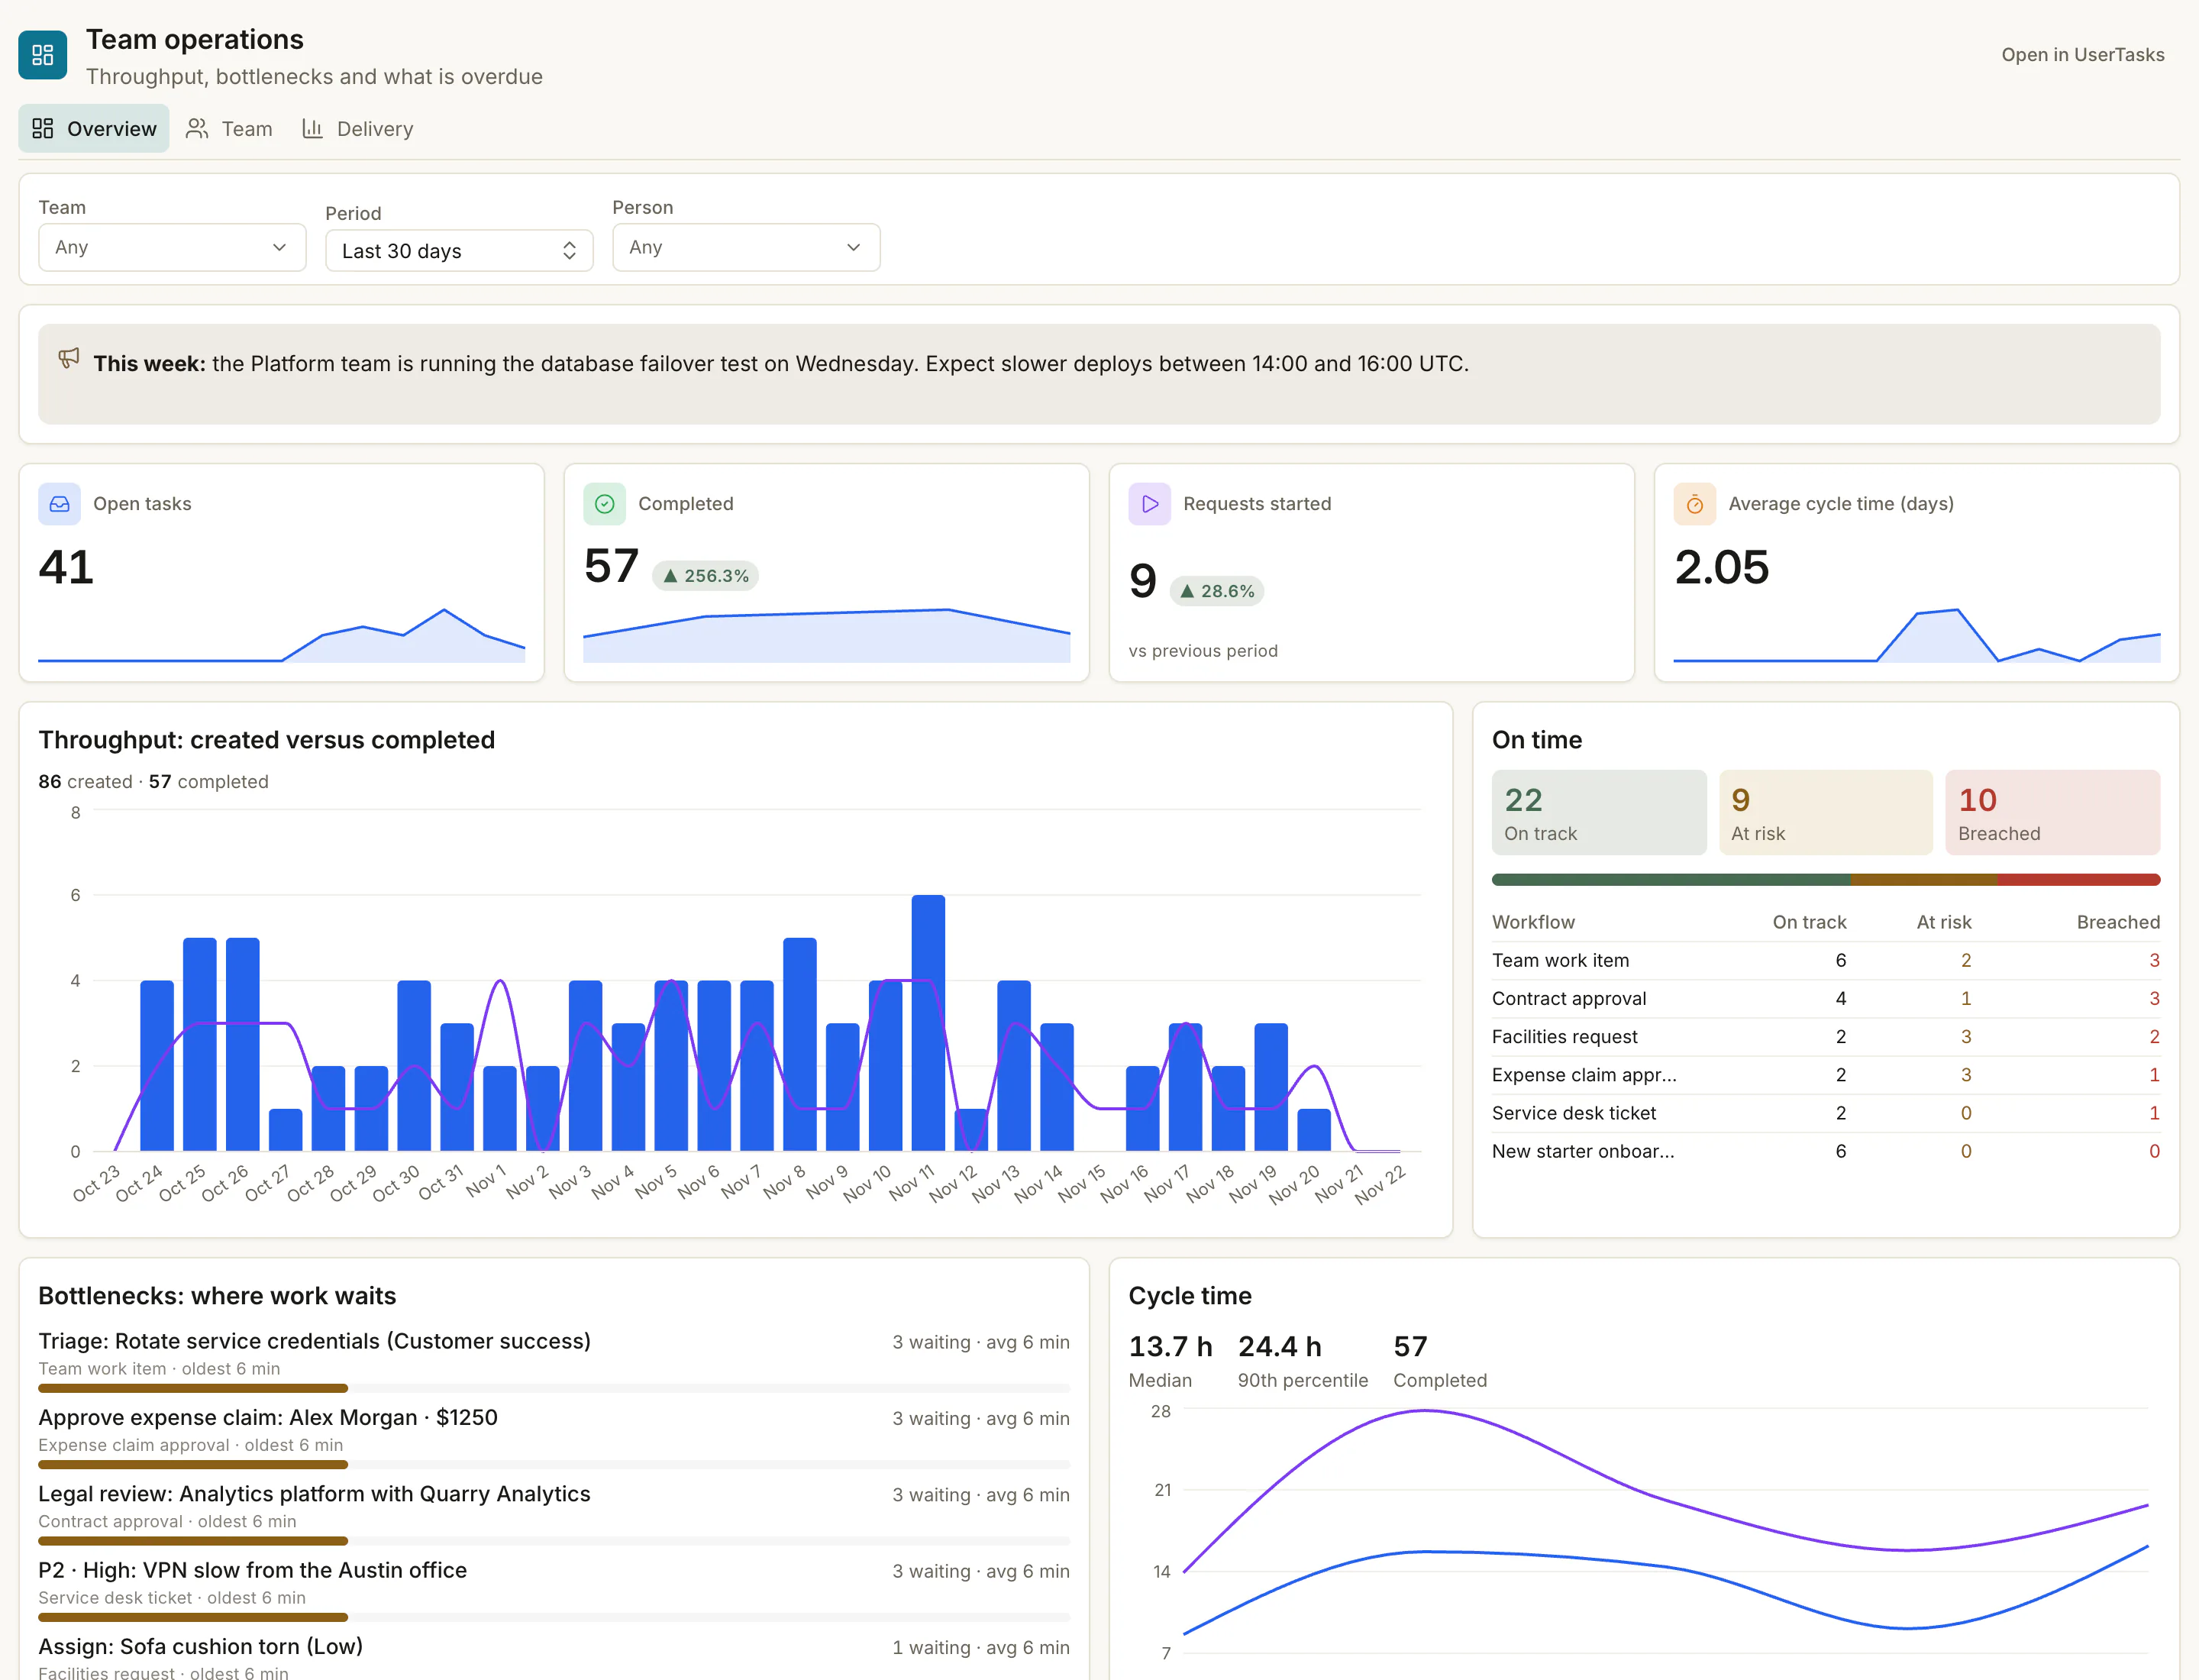 Team operations
Throughput, bottlenecks and what is overdue
Open in UserTasks
Overview
Team
Delivery
Team
Period
Person
Any
Last 30 days
Any
This week: the Platform team is running the database failover test on Wednesday. Expect slower deploys between 14:00 and 16:00 UTC.
Open tasks
41
Completed
57 ▲ 256.3%
Requests started
9 ▲ 28.6%
vs previous period
Average cycle time (days)
2.05
Throughput: created versus completed
86 created · 57 completed
8
6
4
2
0
Oct 23
Oct 24
Oct 25
Oct 26
Oct 27
Oct 28
Oct 29
Oct 30
Oct 31
Nov 1
Nov 2
Nov 3
Nov 4
Nov 5
Nov 6
Nov 7
Nov 8
Nov 9
Nov 10
Nov 11
Nov 12
Nov 13
Nov 14
Nov 15
Nov 16
Nov 17
Nov 18
Nov 19
Nov 20
Nov 21
Nov 22
On time
22
On track
9
At risk
10
Breached
Workflow On track At risk Breached
Team work item 6 2 3
Contract approval 4 1 3
Facilities request 2 3 2
Expense claim appr... 2 3 1
Service desk ticket 2 0 1
New starter onboar... 6 0 0
Bottlenecks: where work waits
Triage: Rotate service credentials (Customer success) 3 waiting · avg 6 min
Team work item · oldest 6 min
Approve expense claim: Alex Morgan · $1250 3 waiting · avg 6 min
Expense claim approval · oldest 6 min
Legal review: Analytics platform with Quarry Analytics 3 waiting · avg 6 min
Contract approval · oldest 6 min
P2 · High: VPN slow from the Austin office 3 waiting · avg 6 min
Service desk ticket · oldest 6 min
Assign: Sofa cushion torn (Low) 1 waiting · avg 6 min
Facilities request · oldest 6 min
Cycle time
13.7 h 24.4 h 57
Median 90th percentile Completed
28
21
14
7